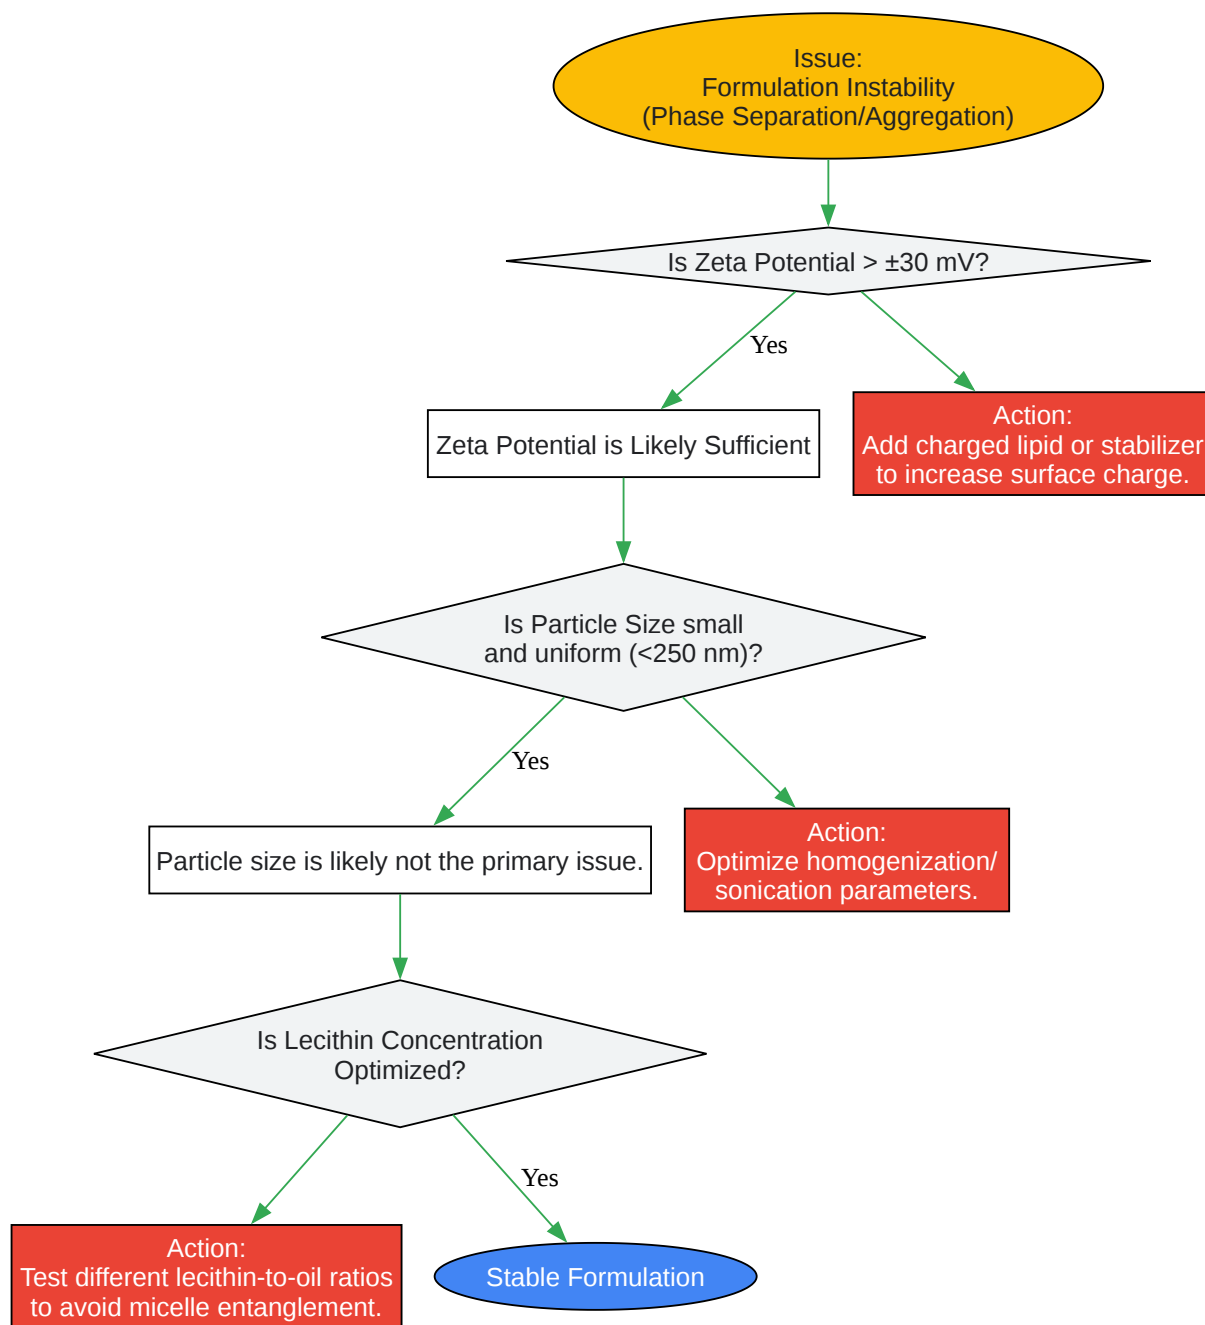 Issue:
Formulation Instability
(Phase Separation/Aggregation)
Is Zeta Potential > ±30 mV?
Yes
Zeta Potential is Likely Sufficient
Action:
Add charged lipid or stabilizer
to increase surface charge.
Is Particle Size small
and uniform (<250 nm)?
Yes
Particle size is likely not the primary issue.
Action:
Optimize homogenization/
sonication parameters.
Is Lecithin Concentration
Optimized?
Yes
Action:
Test different lecithin-to-oil ratios
to avoid micelle entanglement.
Stable Formulation